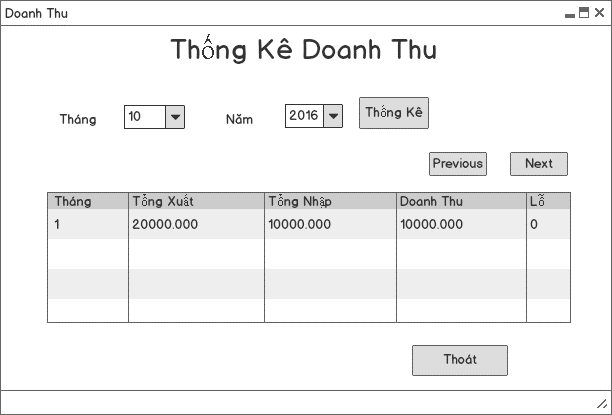 Doanh Thu
Thống Kê Doanh Thu
Tháng 10 Năm 2016 Thống Kê
Previous Next
Tháng Tổng Xuất Tổng Nhập Doanh Thu Lỗ
1 20000.000 10000.000 10000.000 0
Thoát